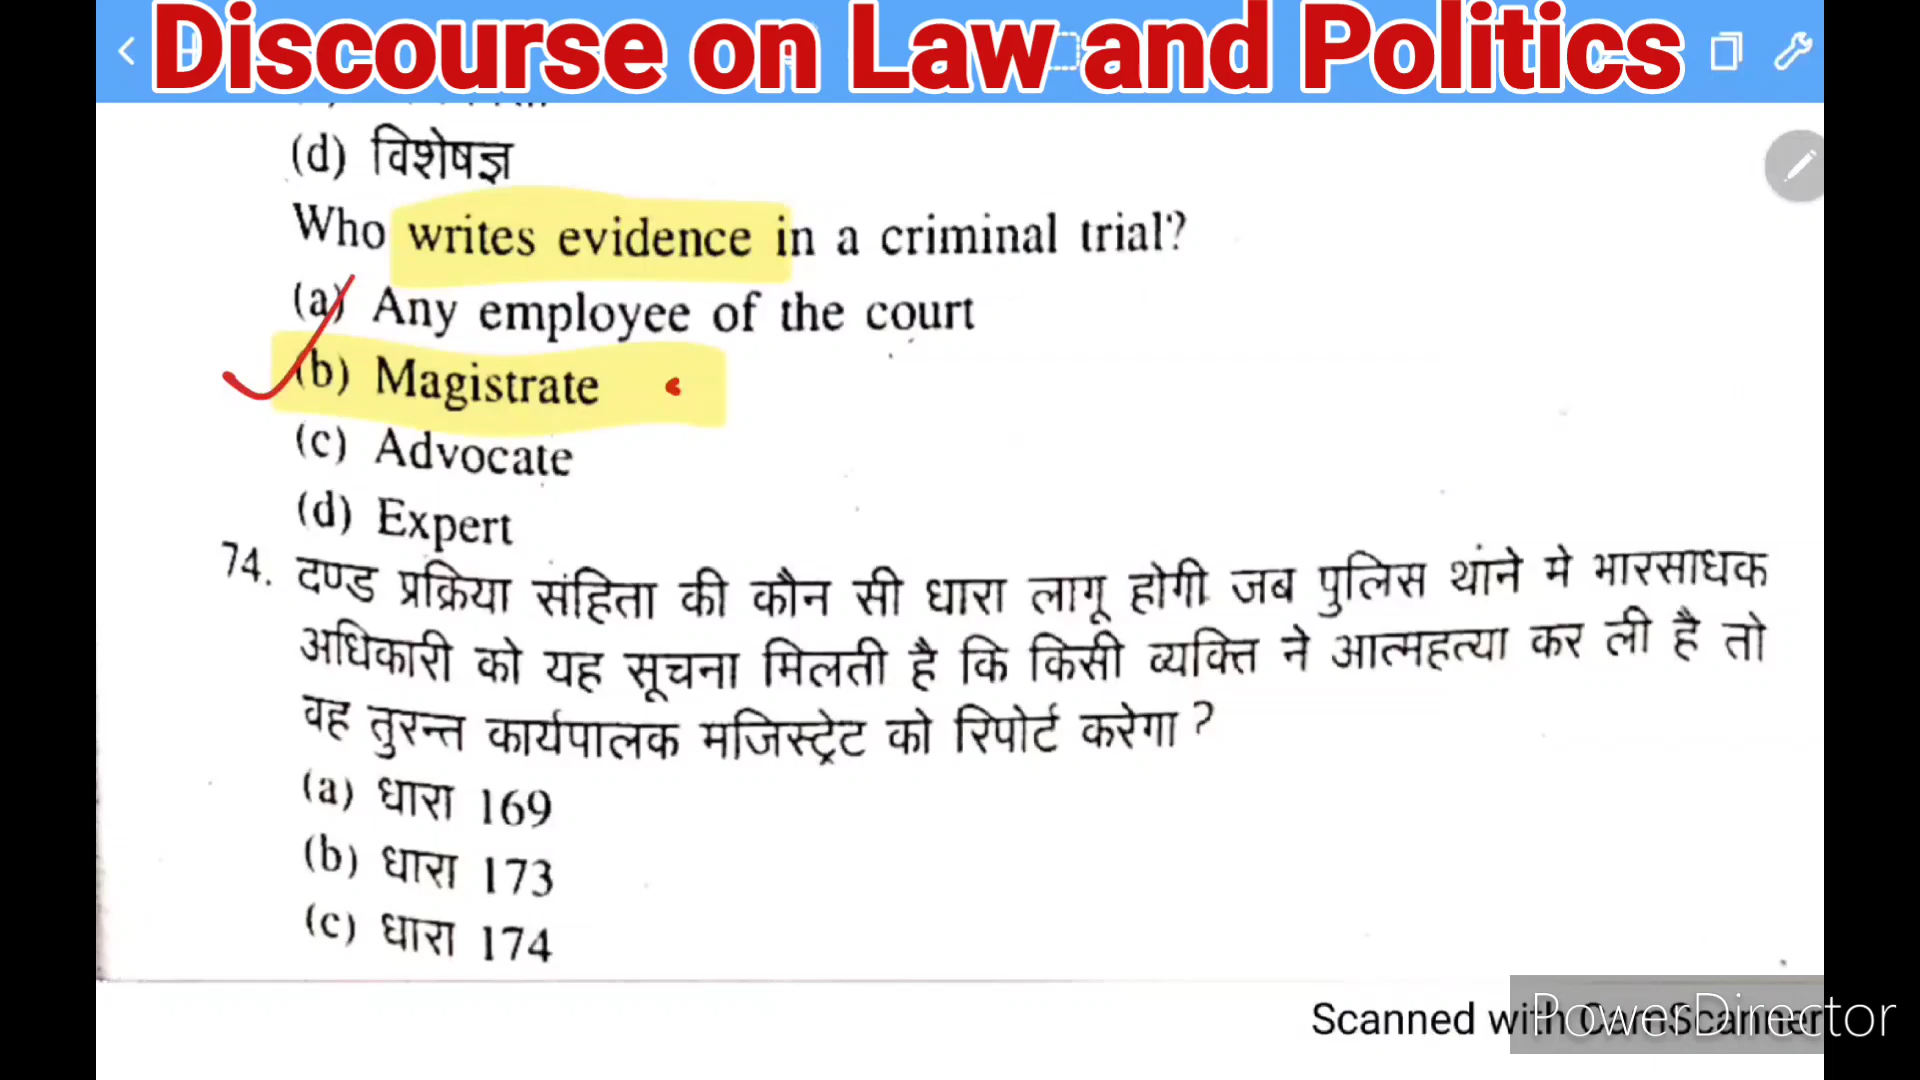 Discourse on Law and Politics
(d) विशेषज्ञ
Who writes evidence in a criminal trial?
(a) Any employee of the court
(b) Magistrate
(c) Advocate
(d) Expert
74. दण्ड प्रक्रिया संहिता की कौन सी धारा लागू होगी जब पुलिस थाने मे भारसाधक
अधिकारी को यह सूचना मिलती है कि किसी व्यक्ति ने आत्महत्या कर ली है तो
वह तुरन्त कार्यपालक मजिस्ट्रेट को रिपोर्ट करेगा ?
(a) धारा 169
(b) धारा 173
(c) धारा 174
Scanned with CamScanner
PowerDirector